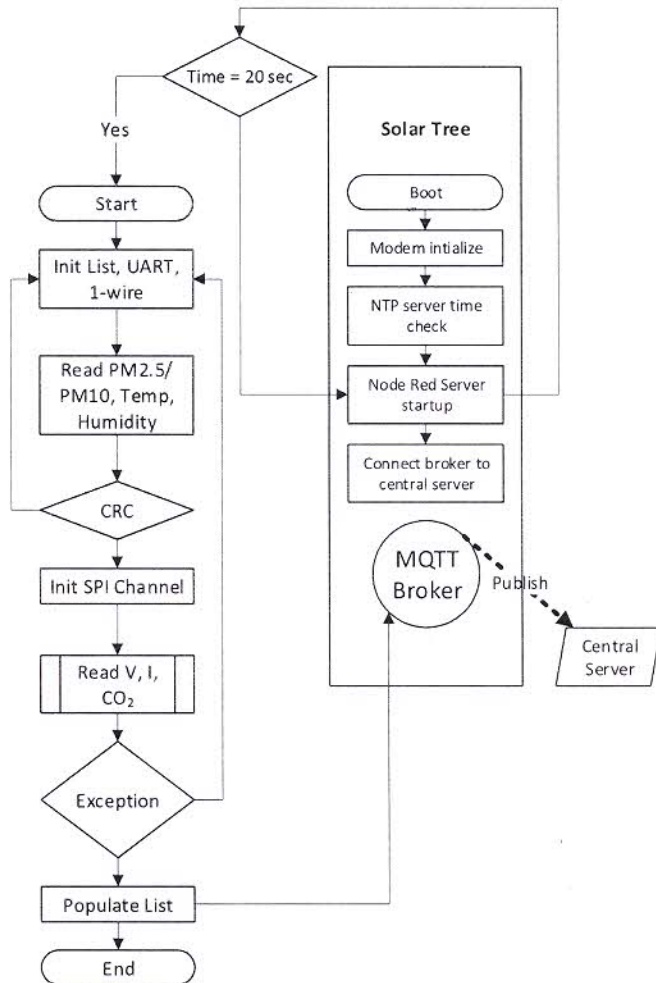 Time = 20 sec
Yes
Start
Init List, UART,
1-wire
Read PM2.5/
PM10, Temp,
Humidity
CRC
Init SPI Channel
Read V, I,
CO₂
Exception
Populate List
End
Solar Tree
Boot
Modem intialize
NTP server time
check
Node Red Server
startup
Connect broker to
central server
MQTT
Broker
Publish
Central
Server